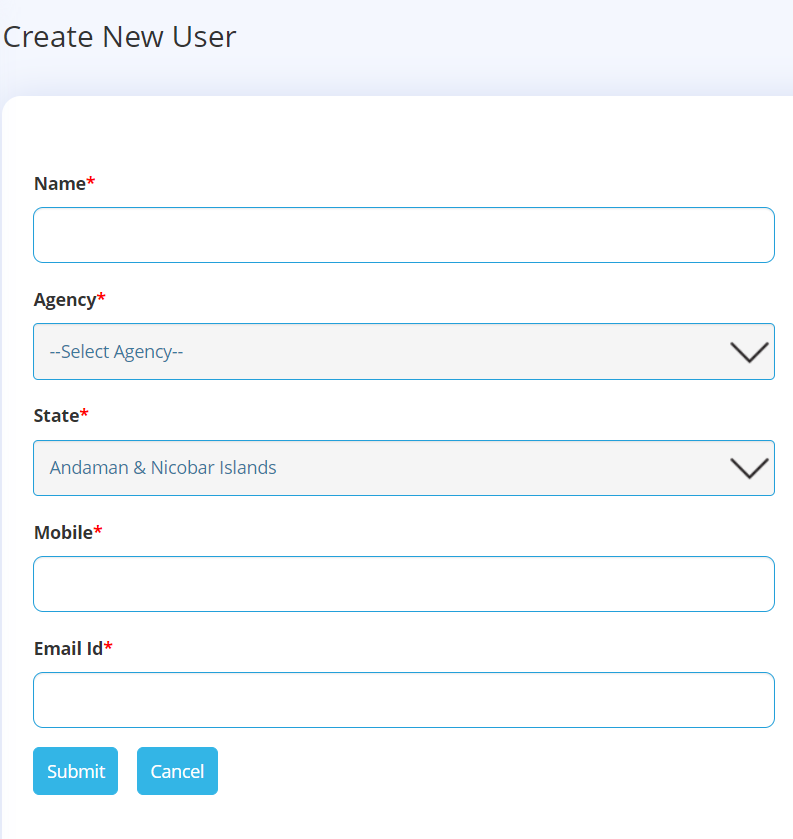 Create New User
Name*
Agency*
--Select Agency--
State*
Andaman & Nicobar Islands
Mobile*
Email Id*
Submit Cancel